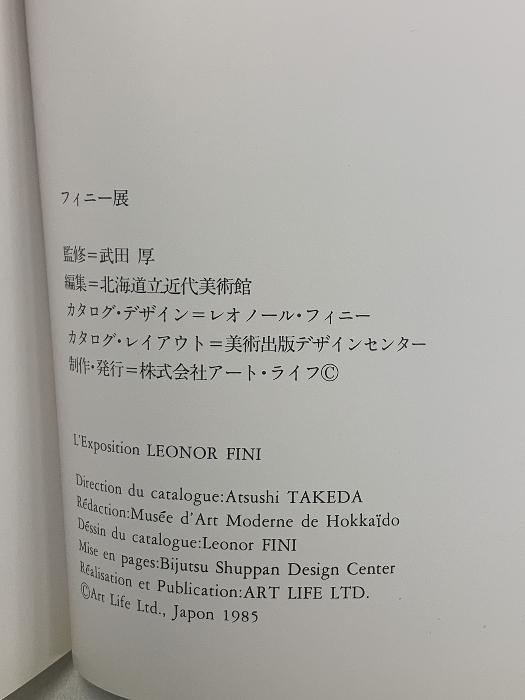 フィニー展
監修=武田 厚
編集=北海道立近代美術館
カタログ・デザイン=レオノール・フィニー
カタログ・レイアウト=美術出版デザインセンター
制作・発行=株式会社アート・ライフ©
L'Exposition LEONOR FINI
Direction du catalogue:Atsushi TAKEDA
Rédaction:Musée d'Art Moderne de Hokkaïdo
Déssin du catalogue:Leonor FINI
Mise en pages:Bijutsu Shuppan Design Center
Réalisation et Publication:ART LIFE LTD.
©Art Life Ltd., Japon 1985